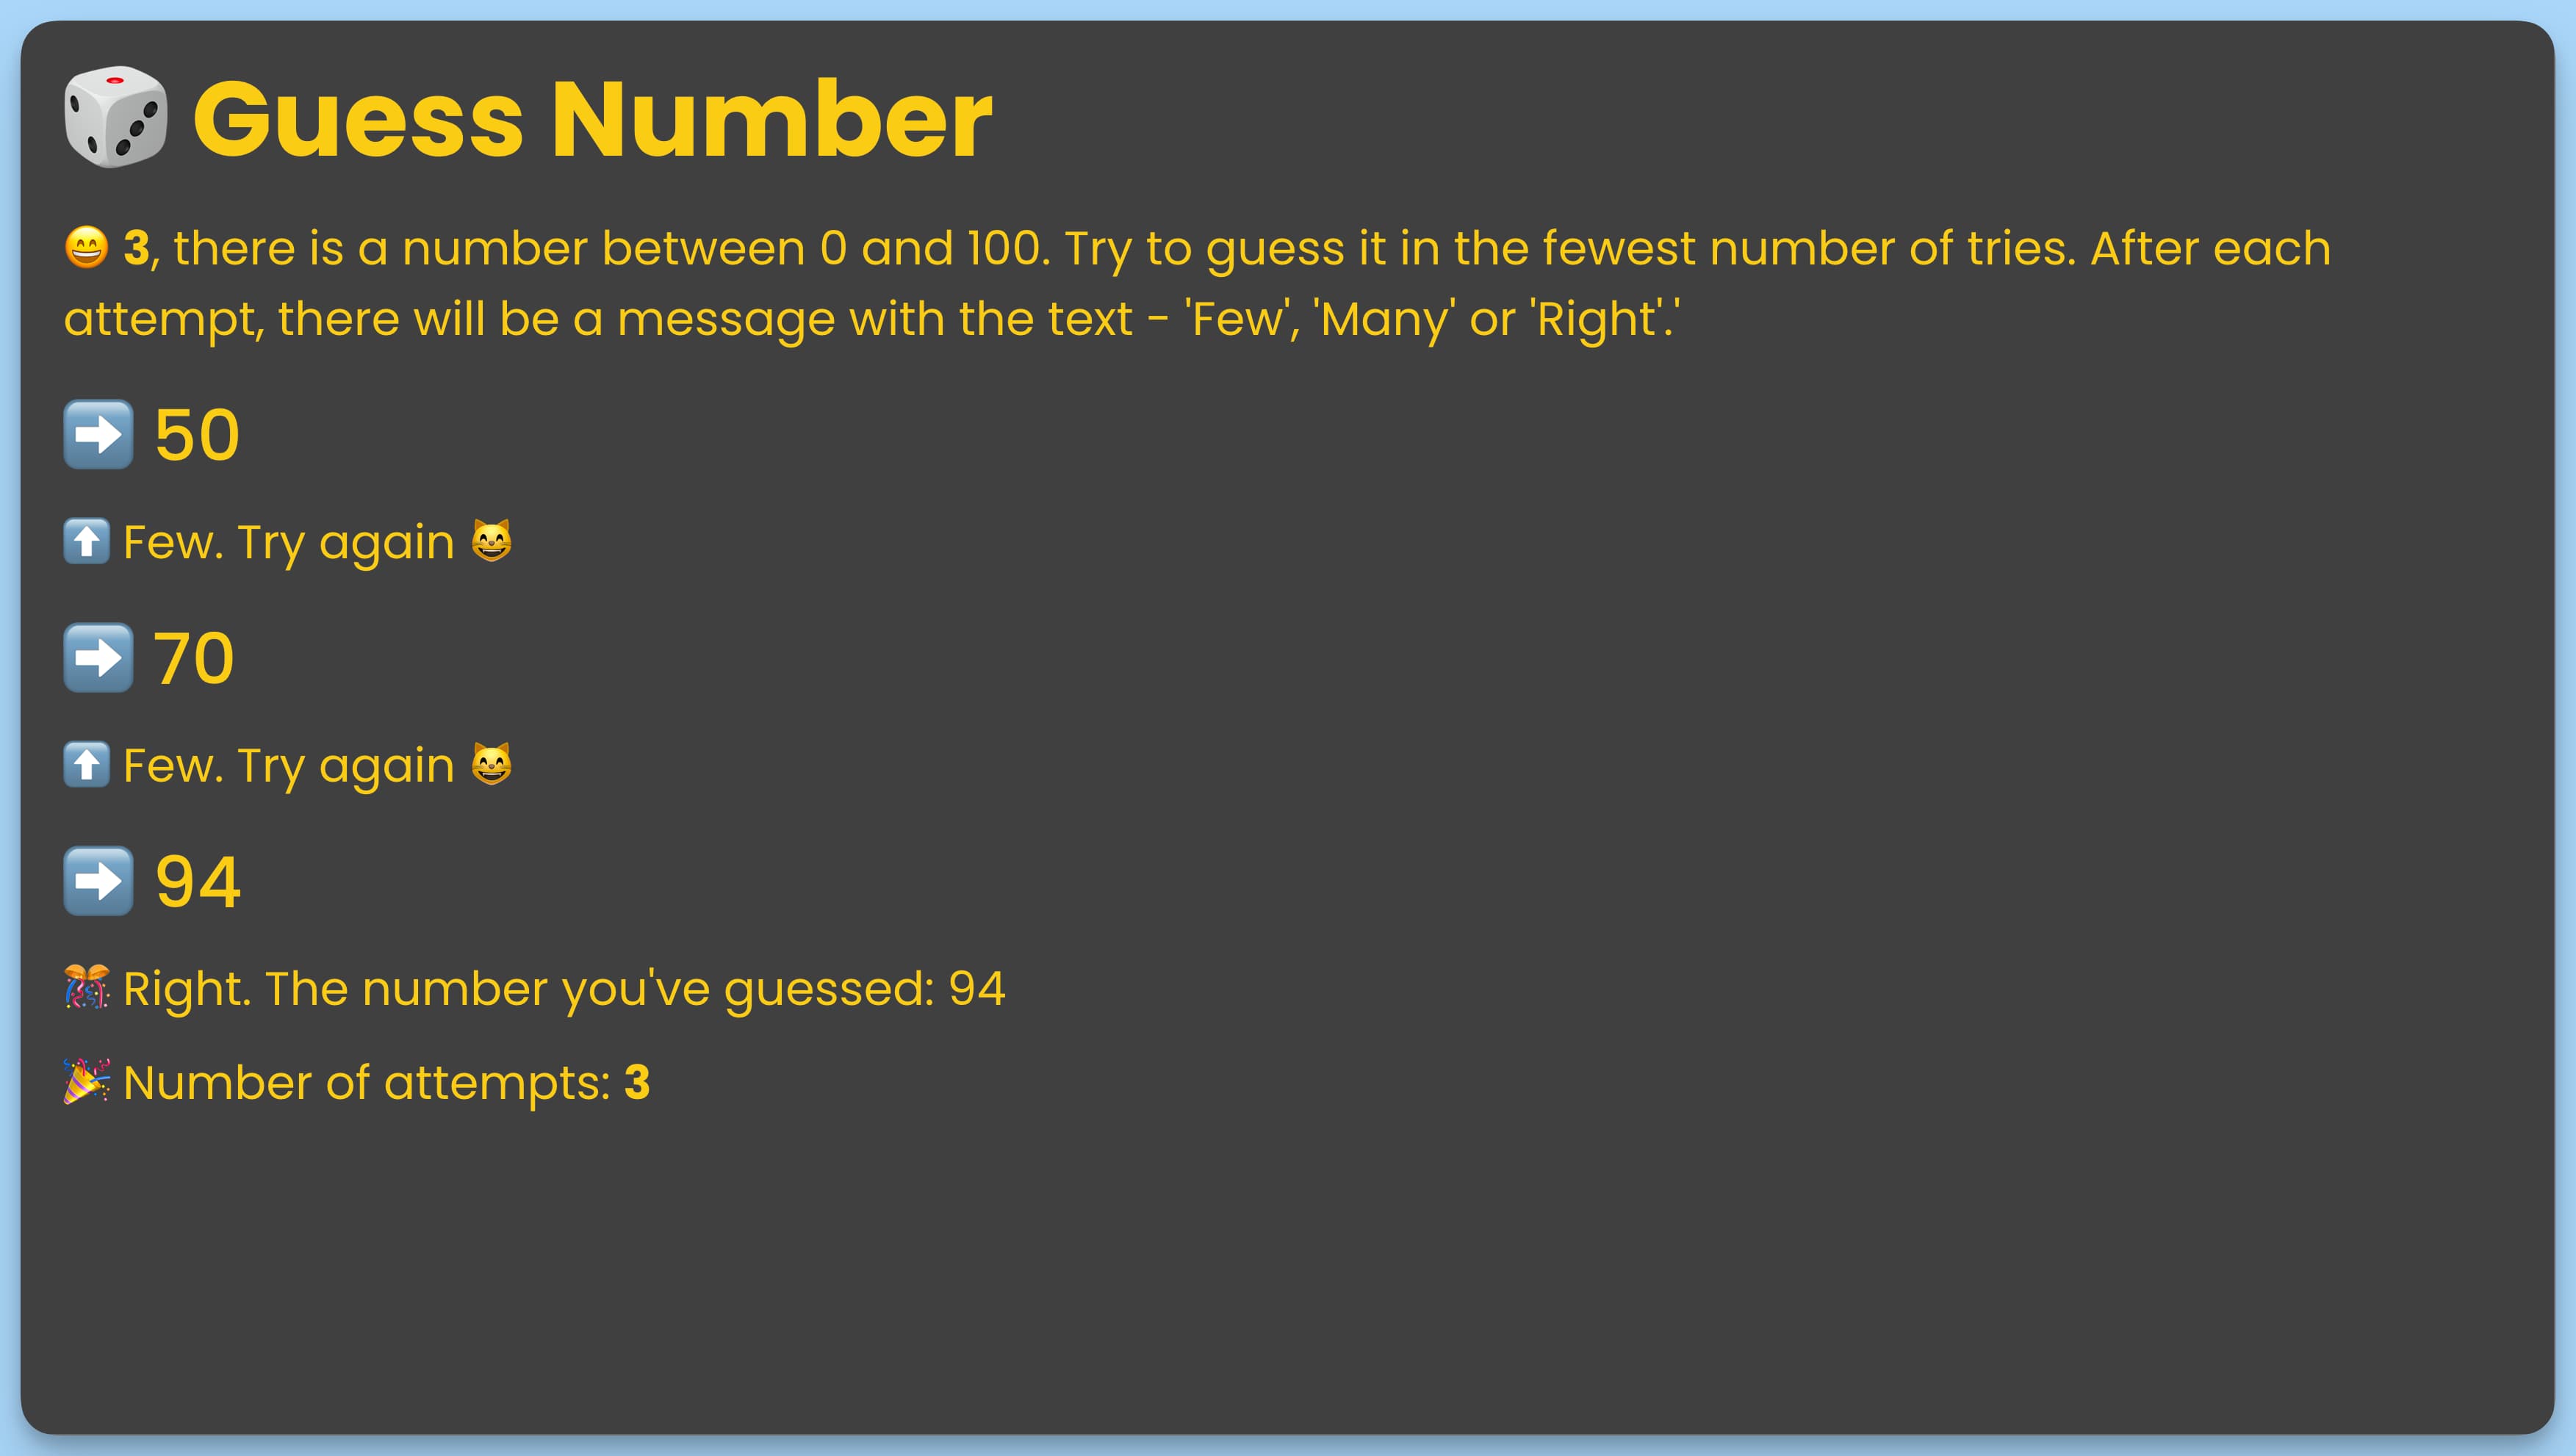 🎲 Guess Number
😄 3, there is a number between 0 and 100. Try to guess it in the fewest number of tries. After each
attempt, there will be a message with the text - 'Few', 'Many' or 'Right'.'
➡️ 50
⬆️ Few. Try again 😸
➡️ 70
⬆️ Few. Try again 😸
➡️ 94
🎊 Right. The number you've guessed: 94
🎉 Number of attempts: 3